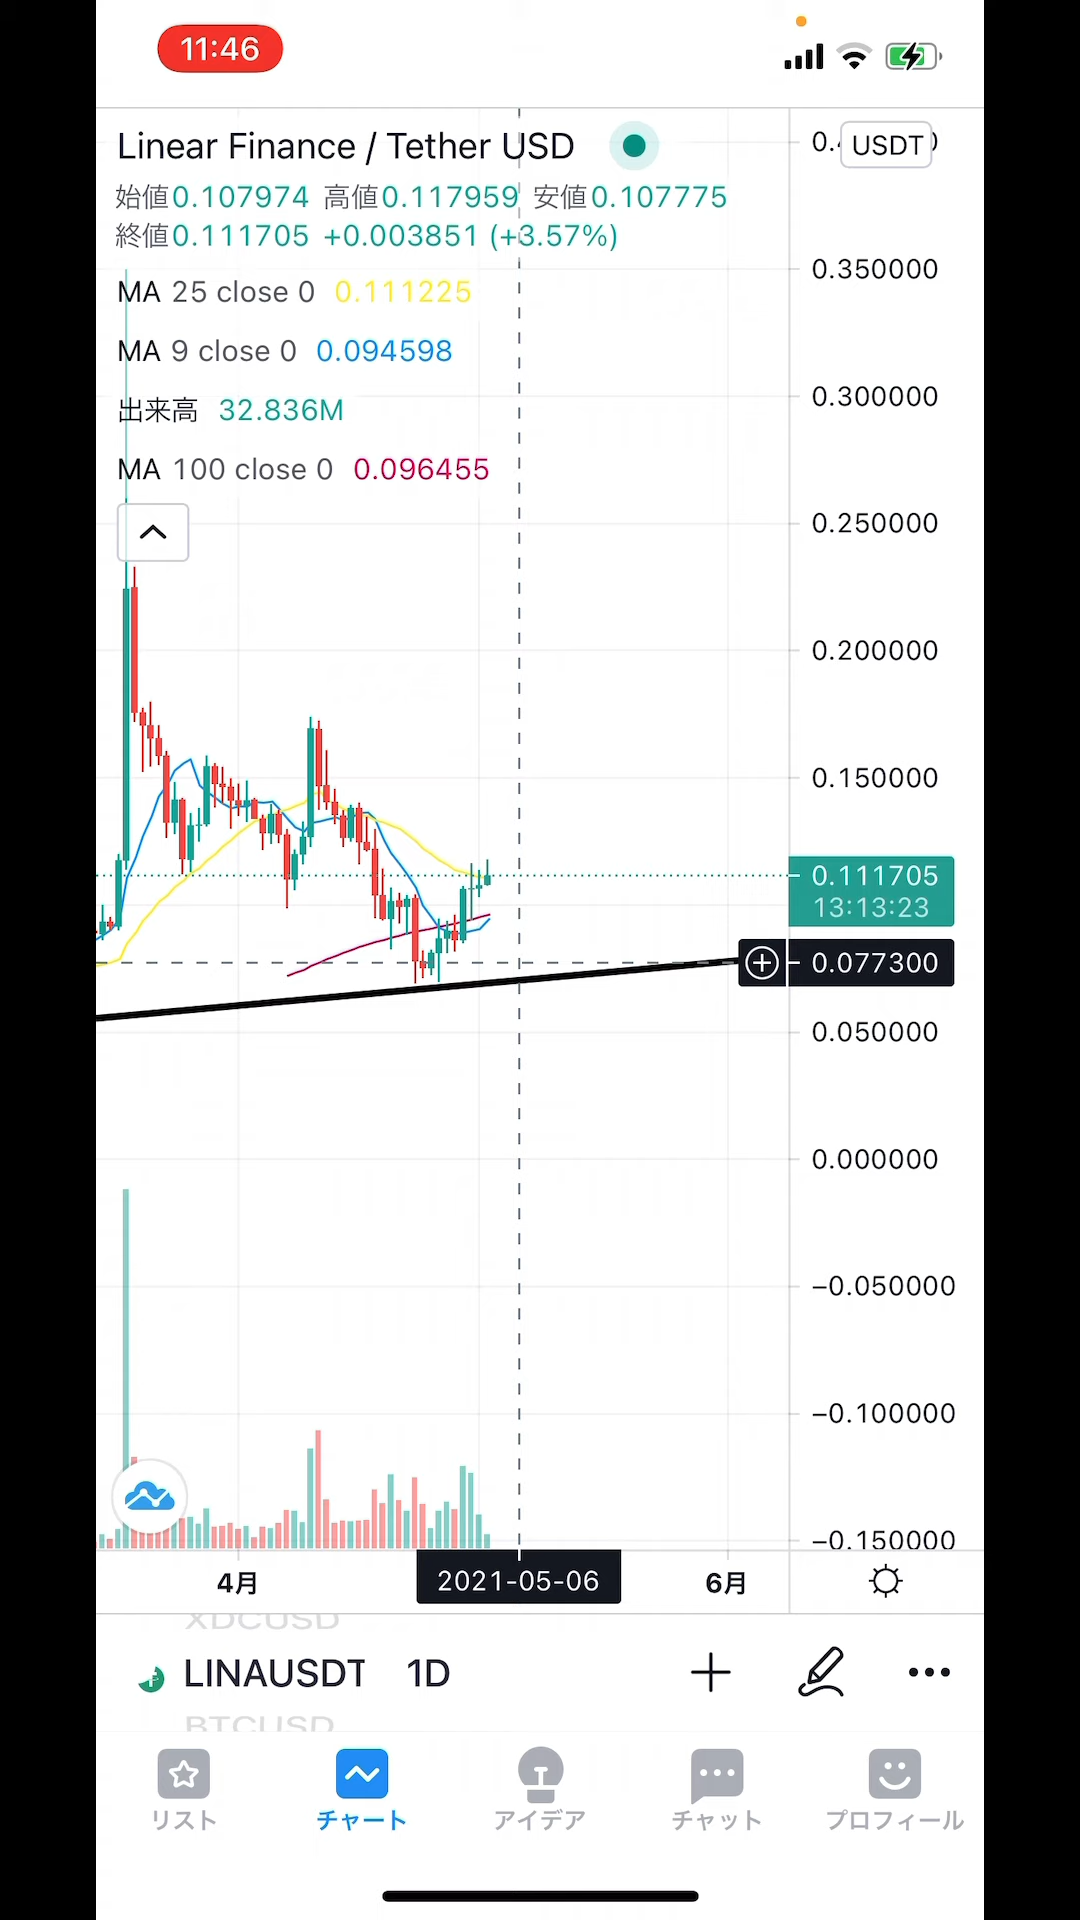 11:46
Linear Finance / Tether USD
USDT
始値0.107974 高値0.117959 安値0.107775
終値0.111705 +0.003851 (+3.57%)
MA 25 close 0 0.111225
MA 9 close 0 0.094598
出来高 32.836M
MA 100 close 0 0.096455
0.350000
0.300000
0.250000
0.200000
0.150000
0.111705
13:13:23
0.077300
0.050000
0.000000
−0.050000
−0.100000
−0.150000
4月
2021-05-06
6月
XDCUSD
LINAUSDT 1D
BTCUSD
リスト
チャート
アイデア
チャット
プロフィール